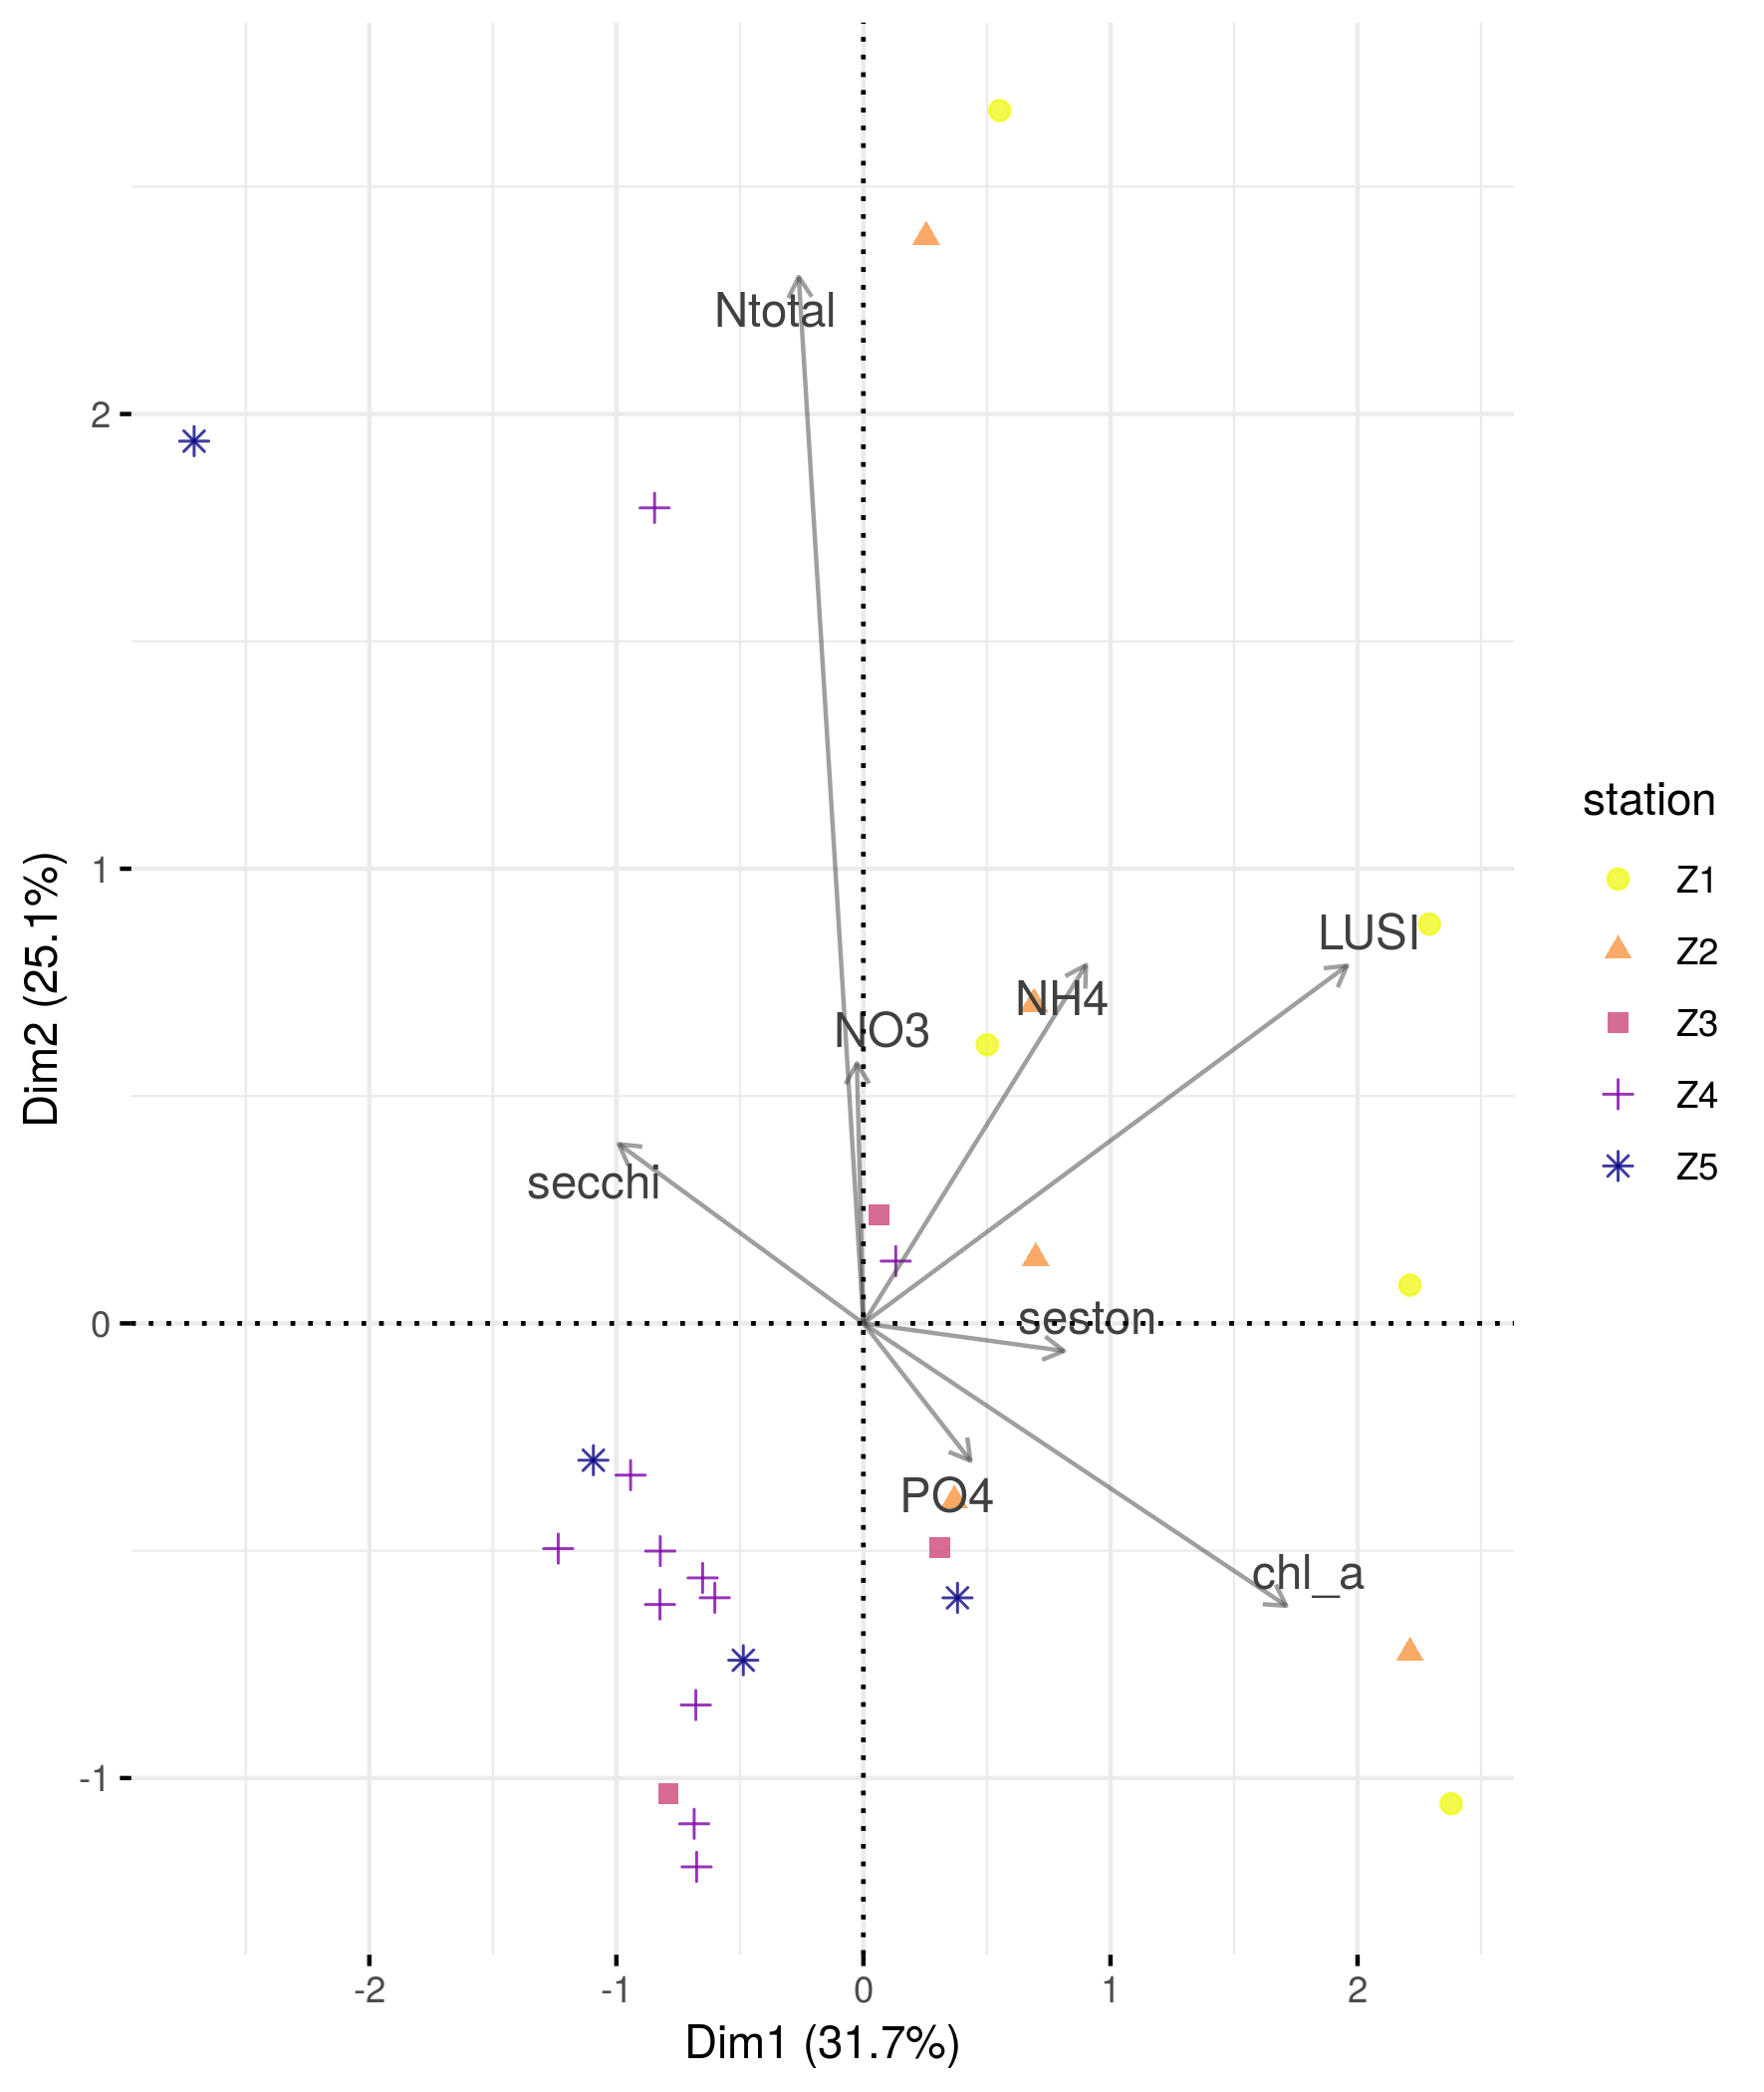 Ntotal
2
1
LUSI
NH4
NO3
secchi
seston
0
PO4
chl_a
-1
-2
-1
0
1
2
Dim1 (31.7%)
Dim2 (25.1%)
station
Z1
Z2
Z3
Z4
Z5